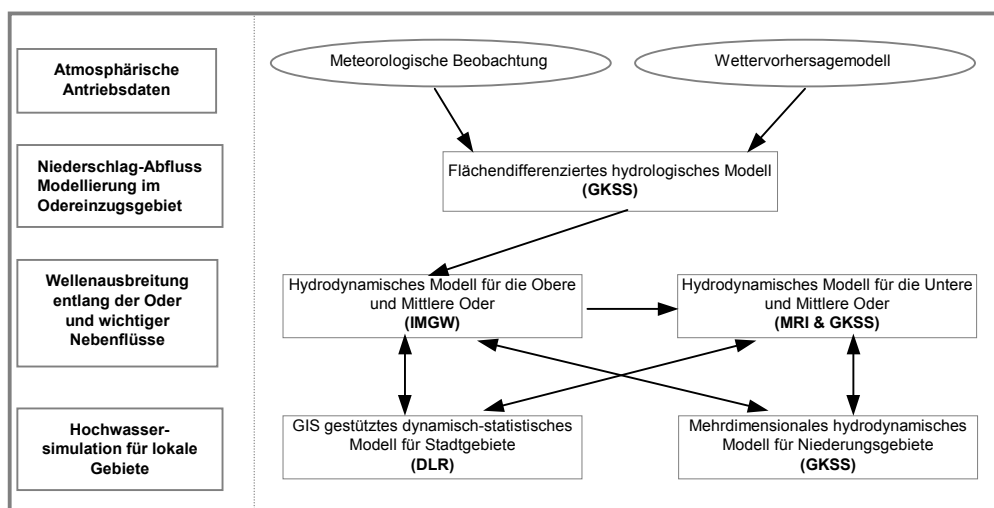 Atmosphärische
Antriebsdaten
Meteorologische Beobachtung
Wettervorhersagemodell
Niederschlag-Abfluss
Modellierung im
Odereinzugsgebiet
Flächendifferenziertes hydrologisches Modell
(GKSS)
Wellenausbreitung
entlang der Oder
und wichtiger
Nebenflüsse
Hydrodynamisches Modell für die Obere
und Mittlere Oder
(IMGW)
Hydrodynamisches Modell für die Untere
und Mittlere Oder
(MRI & GKSS)
Hochwasser-
simulation für lokale
Gebiete
GIS gestütztes dynamisch-statistisches
Modell für Stadtgebiete
(DLR)
Mehrdimensionales hydrodynamisches
Modell für Niederungsgebiete
(GKSS)